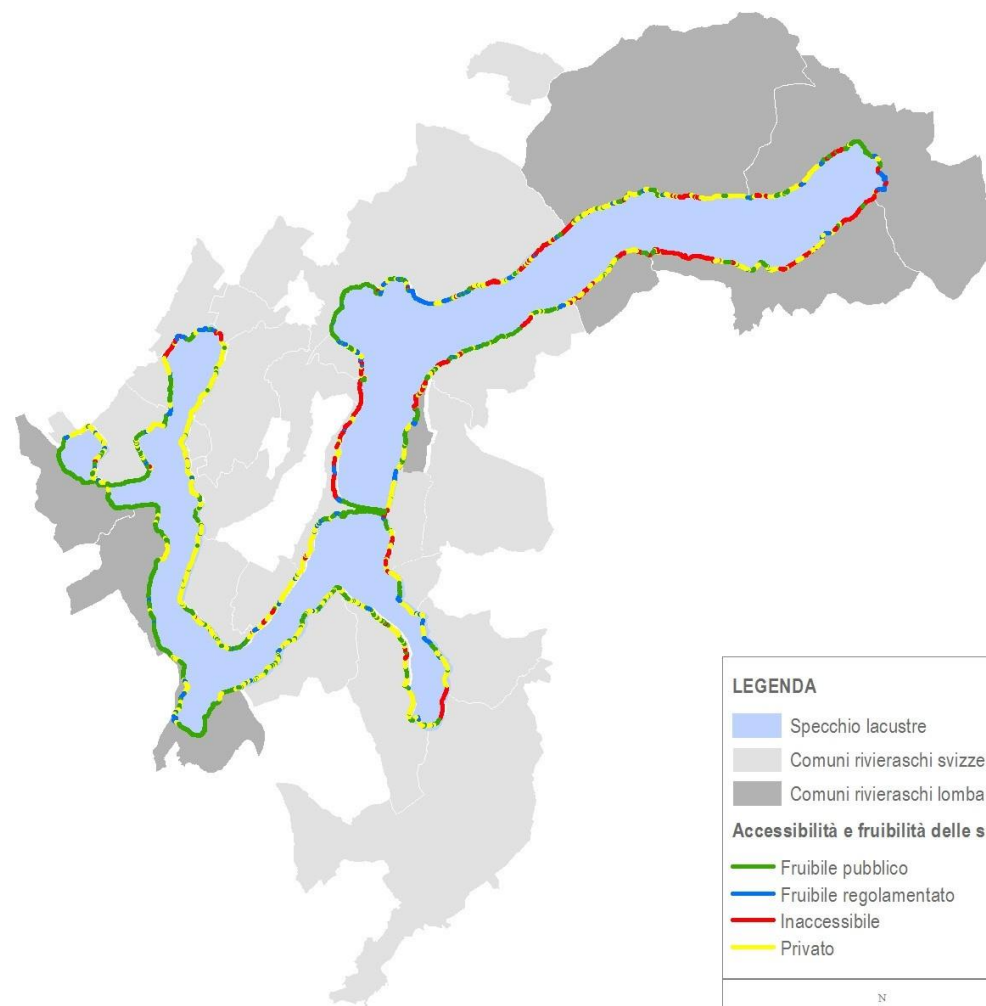 LEGENDA
Specchio lacustre
Comuni rivieraschi svizze
Comuni rivieraschi lomba
Accessibilità e fruibilità delle s
Fruibile pubblico
Fruibile regolamentato
Inaccessibile
Privato
N